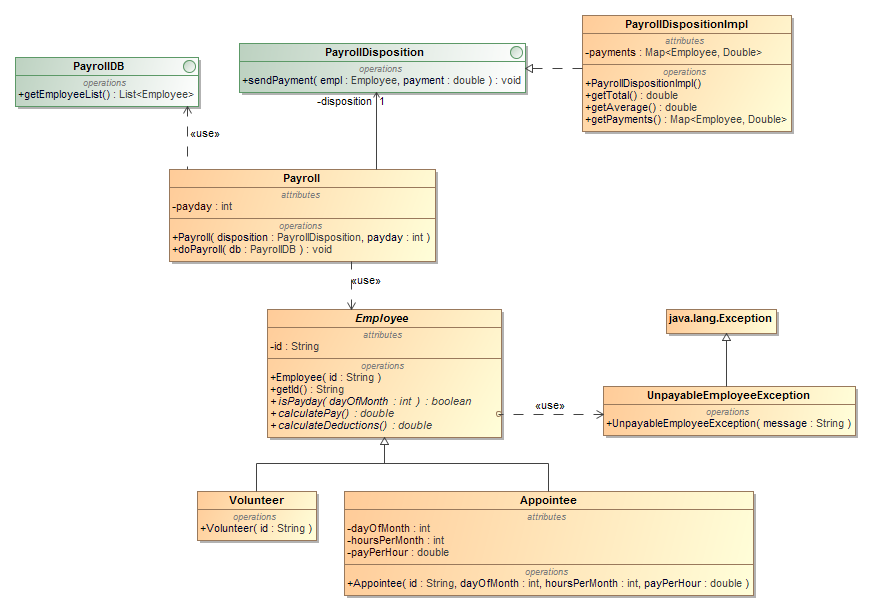 PayrollDB
operations
+getEmployeeList() : List<Employee>
PayrollDisposition
operations
+sendPayment( empl : Employee, payment : double ) : void
PayrollDispositionImpl
attributes
-payments : Map<Employee, Double>
operations
+PayrollDispositionImpl()
+getTotal() : double
+getAverage() : double
+getPayments() : Map<Employee, Double>
-disposition 1
«use»
Payroll
attributes
-payday : int
operations
+Payroll( disposition : PayrollDisposition, payday : int )
+doPayroll( db : PayrollDB ) : void
«use»
Employee
attributes
-id : String
operations
+Employee( id : String )
+getId() : String
+isPayday( dayOfMonth : int ) : boolean
+calculatePay() : double
+calculateDeductions() : double
java.lang.Exception
«use»
UnpayableEmployeeException
operations
+UnpayableEmployeeException( message : String )
Volunteer
operations
+Volunteer( id : String )
Appointee
attributes
-dayOfMonth : int
-hoursPerMonth : int
-payPerHour : double
operations
+Appointee( id : String, dayOfMonth : int, hoursPerMonth : int, payPerHour : double )